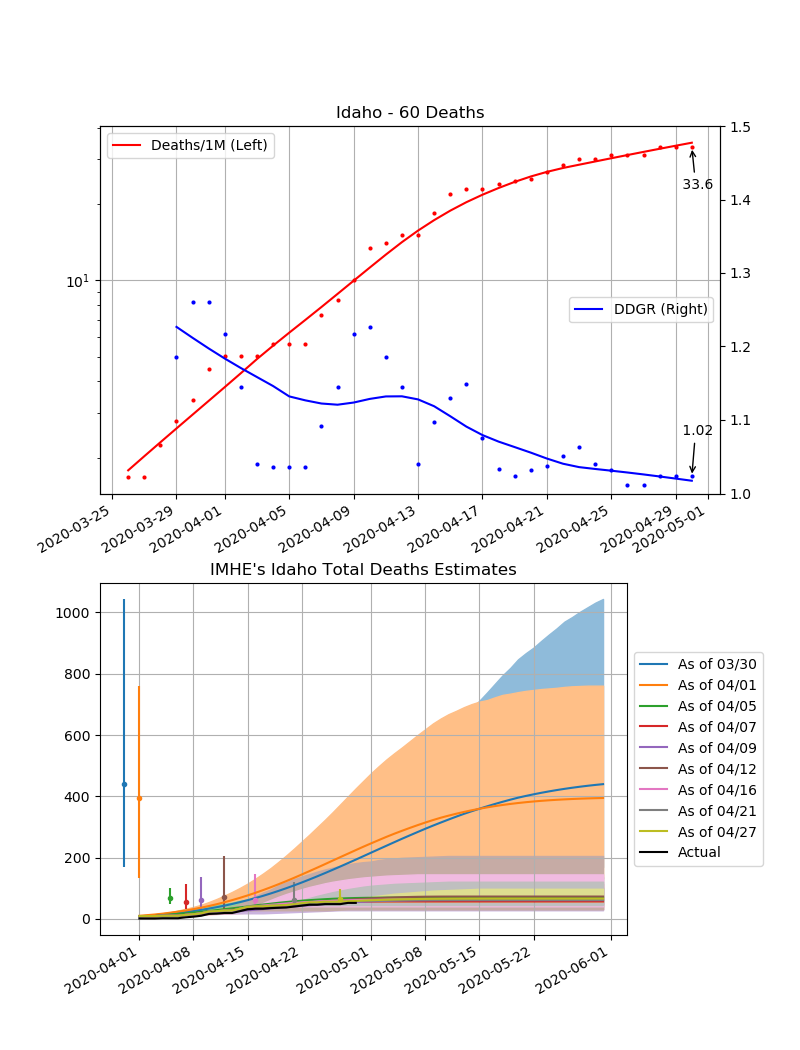 Idaho - 60 Deaths
Deaths/1M (Left)
DDGR (Right)
33.6
1.02
10¹
1.5
1.4
1.3
1.2
1.1
1.0
2020-03-25
2020-03-29
2020-04-01
2020-04-05
2020-04-09
2020-04-13
2020-04-17
2020-04-21
2020-04-25
2020-04-29
2020-05-01
IMHE's Idaho Total Deaths Estimates
1000
800
600
400
200
0
2020-04-01
2020-04-08
2020-04-15
2020-04-22
2020-05-01
2020-05-08
2020-05-15
2020-05-22
2020-06-01
As of 03/30
As of 04/01
As of 04/05
As of 04/07
As of 04/09
As of 04/12
As of 04/16
As of 04/21
As of 04/27
Actual